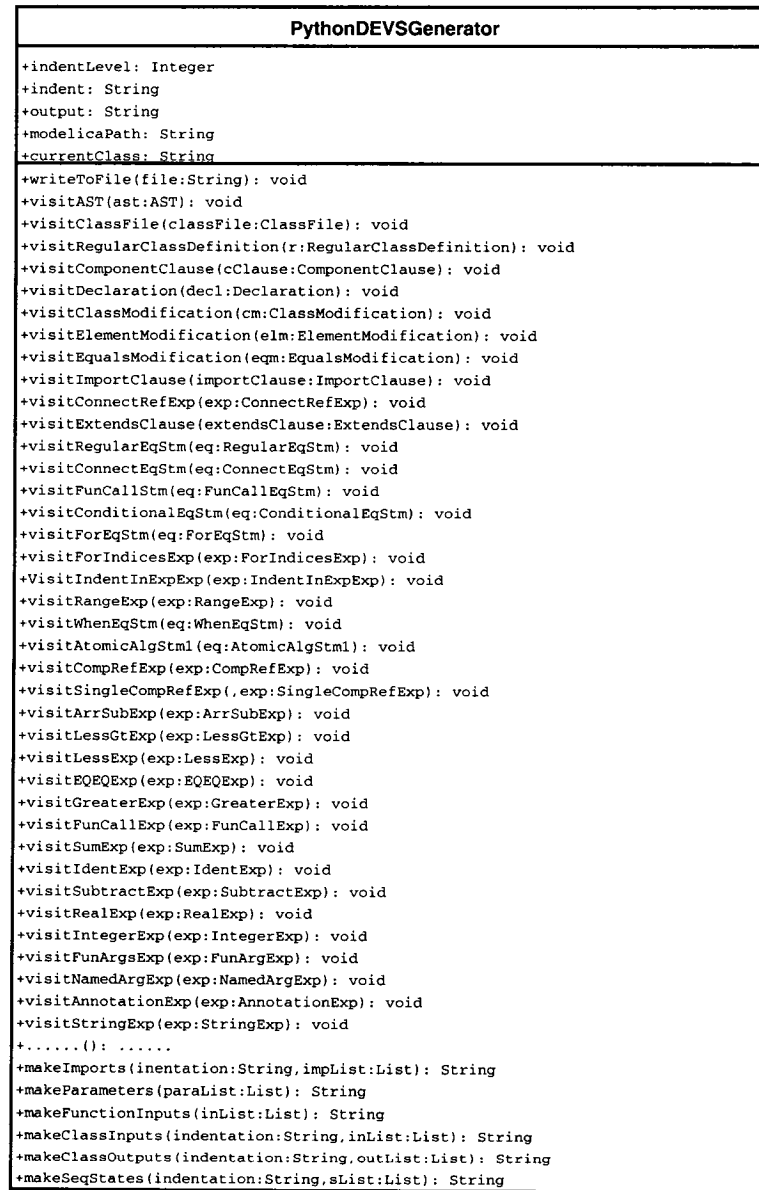 PythonDEVSGenerator
+indentLevel: Integer
+indent: String
+output: String
+modelicaPath: String
+currentClass: String
+writeToFile(file:String): void
+visitAST(ast:AST): void
+visitClassFile(classFile:ClassFile): void
+visitRegularClassDefinition(r:RegularClassDefinition): void
+visitComponentClause(cClause:ComponentClause): void
+visitDeclaration(decl:Declaration): void
+visitClassModification(cm:ClassModification): void
+visitElementModification(elm:ElementModification): void
+visitEqualsModification(eqm:EqualsModification): void
+visitImportClause(importClause:ImportClause): void
+visitConnectRefExp(exp:ConnectRefExp): void
+visitExtendsClause(extendsClause:ExtendsClause): void
+visitRegularEqStm(eq:RegularEqStm): void
+visitConnectEqStm(eq:ConnectEqStm): void
+visitFunCallStm(eq:FunCallEqStm): void
+visitConditionalEqStm(eq:ConditionalEqStm): void
+visitForEqStm(eq:ForEqStm): void
+visitForIndicesExp(exp:ForIndicesExp): void
+VisitIndentInExpExp(exp:IndentInExpExp): void
+visitRangeExp(exp:RangeExp): void
+visitWhenEqStm(eq:WhenEqStm): void
+visitAtomicAlgStm1(eq:AtomicAlgStm1): void
+visitCompRefExp(exp:CompRefExp): void
+visitSingleCompRefExp(,exp:SingleCompRefExp): void
+visitArrSubExp(exp:ArrSubExp): void
+visitLessGtExp(exp:LessGtExp): void
+visitLessExp(exp:LessExp): void
+visitEQEQExp(exp:EQEQExp): void
+visitGreaterExp(exp:GreaterExp): void
+visitFunCallExp(exp:FunCallExp): void
+visitSumExp(exp:SumExp): void
+visitIdentExp(exp:IdentExp): void
+visitSubtractExp(exp:SubtractExp): void
+visitRealExp(exp:RealExp): void
+visitIntegerExp(exp:IntegerExp): void
+visitFunArgsExp(exp:FunArgExp): void
+visitNamedArgExp(exp:NamedArgExp): void
+visitAnnotationExp(exp:AnnotationExp): void
+visitStringExp(exp:StringExp): void
+......(): ......
+makeImports(inentation:String,impList:List): String
+makeParameters(paraList:List): String
+makeFunctionInputs(inList:List): String
+makeClassInputs(indentation:String,inList:List): String
+makeClassOutputs(indentation:String,outList:List): String
+makeSeqStates(indentation:String,sList:List): String